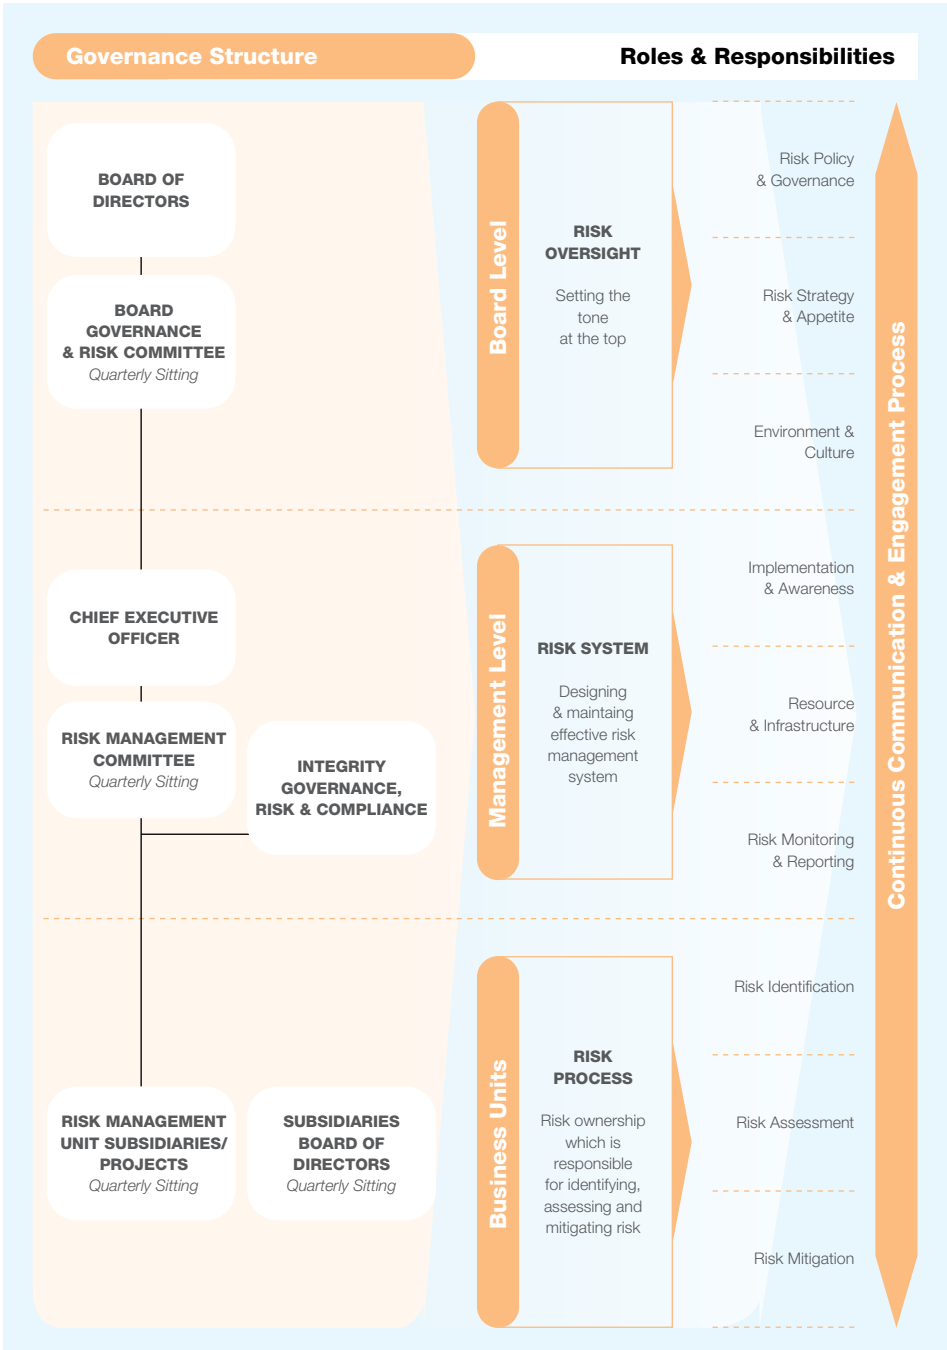 Governance Structure
Roles & Responsibilities
BOARD OF
DIRECTORS
BOARD
GOVERNANCE
& RISK COMMITTEE
Quarterly Sitting
Board Level
RISK
OVERSIGHT
Setting the
tone
at the top
Risk Policy
& Governance
Risk Strategy
& Appetite
Environment &
Culture
CHIEF EXECUTIVE
OFFICER
RISK MANAGEMENT
COMMITTEE
Quarterly Sitting
INTEGRITY
GOVERNANCE,
RISK & COMPLIANCE
Management Level
RISK SYSTEM
Designing
& maintaing
effective risk
management
system
Implementation
& Awareness
Resource
& Infrastructure
Risk Monitoring
& Reporting
RISK MANAGEMENT
UNIT SUBSIDIARIES/
PROJECTS
Quarterly Sitting
SUBSIDIARIES
BOARD OF
DIRECTORS
Quarterly Sitting
Business Units
RISK
PROCESS
Risk ownership
which is
responsible
for identifying,
assessing and
mitigating risk
Risk Identification
Risk Assessment
Risk Mitigation
Continuous Communication & Engagement Process